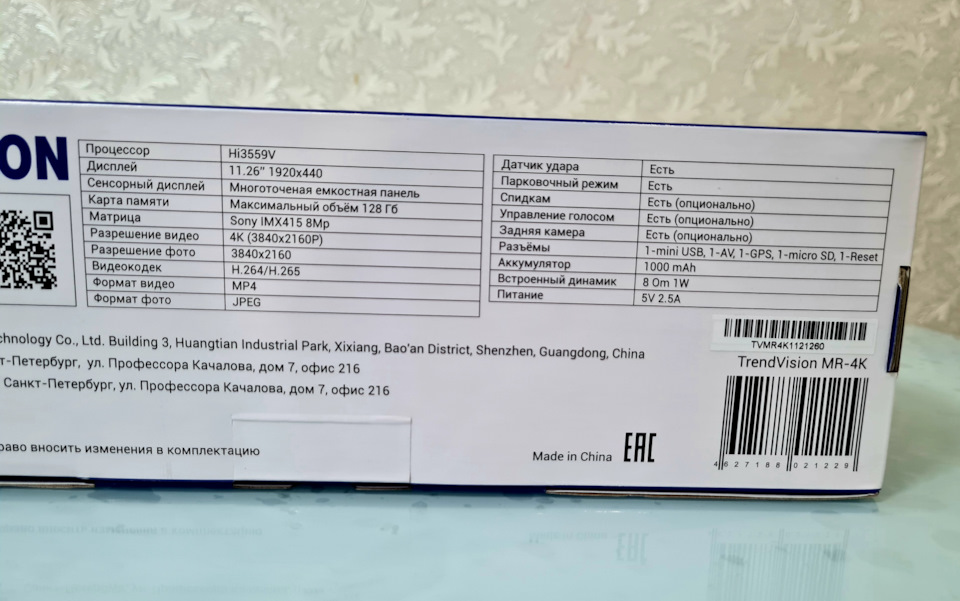 ON
Процессор Hi3559V
Дисплей 11.26” 1920x440
Сенсорный дисплей Многоточеная емкостная панель
Карта памяти Максимальный объём 128 Гб
Матрица Sony IMX415 8Mp
Разрешение видео 4K (3840x2160P)
Разрешение фото 3840x2160
Видеокодек H.264/H.265
Формат видео MP4
Формат фото JPEG
Датчик удара Есть
Парковочный режим Есть
Спидкам Есть (опционально)
Управление голосом Есть (опционально)
Задняя камера Есть (опционально)
Разъёмы 1-mini USB, 1-AV, 1-GPS, 1-micro SD, 1-Reset
Аккумулятор 1000 mAh
Встроенный динамик 8 Om 1W
Питание 5V 2.5A
chnology Co., Ltd. Building 3, Huangtian Industrial Park, Xixiang, Bao’an District, Shenzhen, Guangdong, China
т-Петербург, ул. Профессора Качалова, дом 7, офис 216
Санкт-Петербург, ул. Профессора Качалова, дом 7, офис 216
раво вносить изменения в комплектацию
Made in China EAC
TVMR4K1121260
TrendVision MR-4K
4 627188 021229